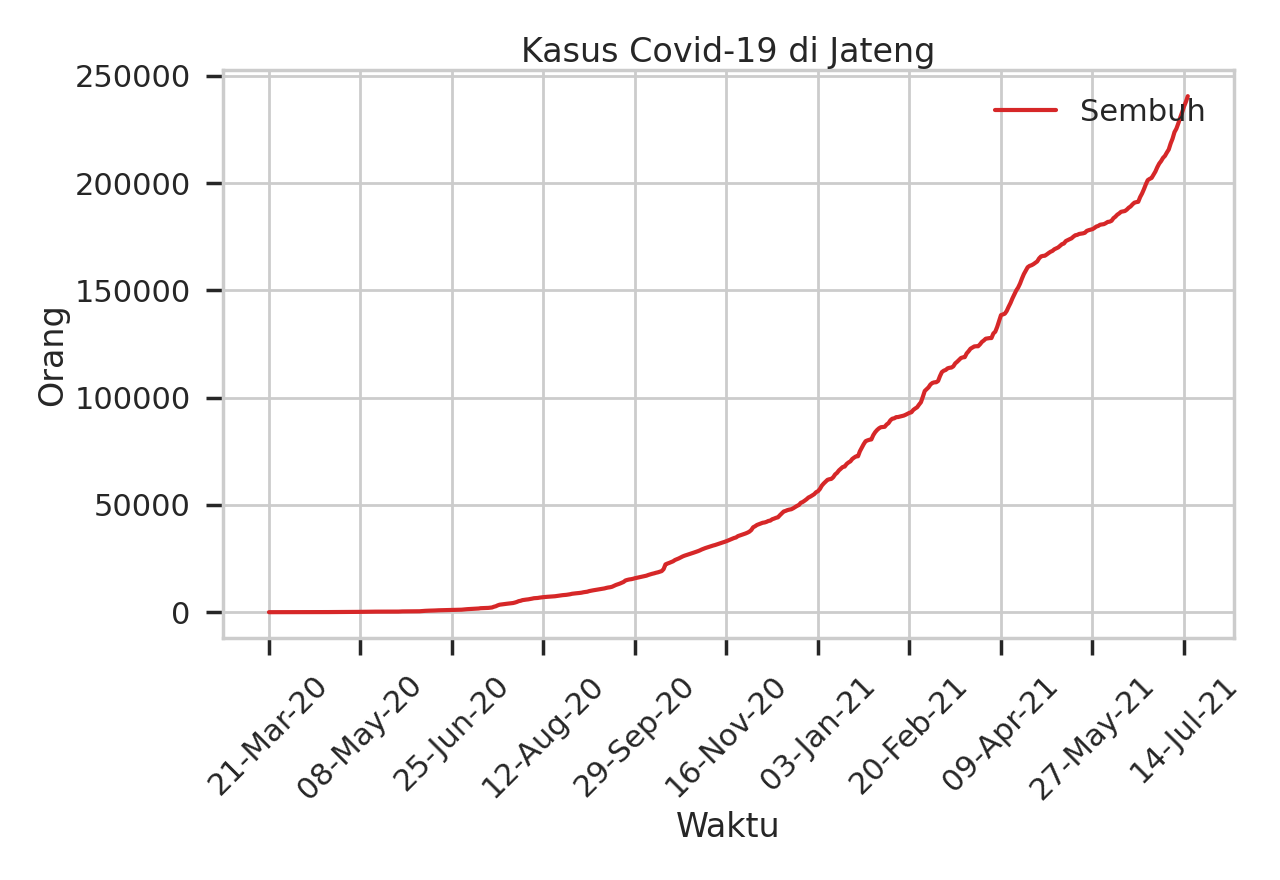 Kasus Covid-19 di Jateng
Sembuh
Orang
250000
200000
150000
100000
50000
0
21-Mar-20
08-May-20
25-Jun-20
12-Aug-20
29-Sep-20
16-Nov-20
03-Jan-21
20-Feb-21
09-Apr-21
27-May-21
14-Jul-21
Waktu